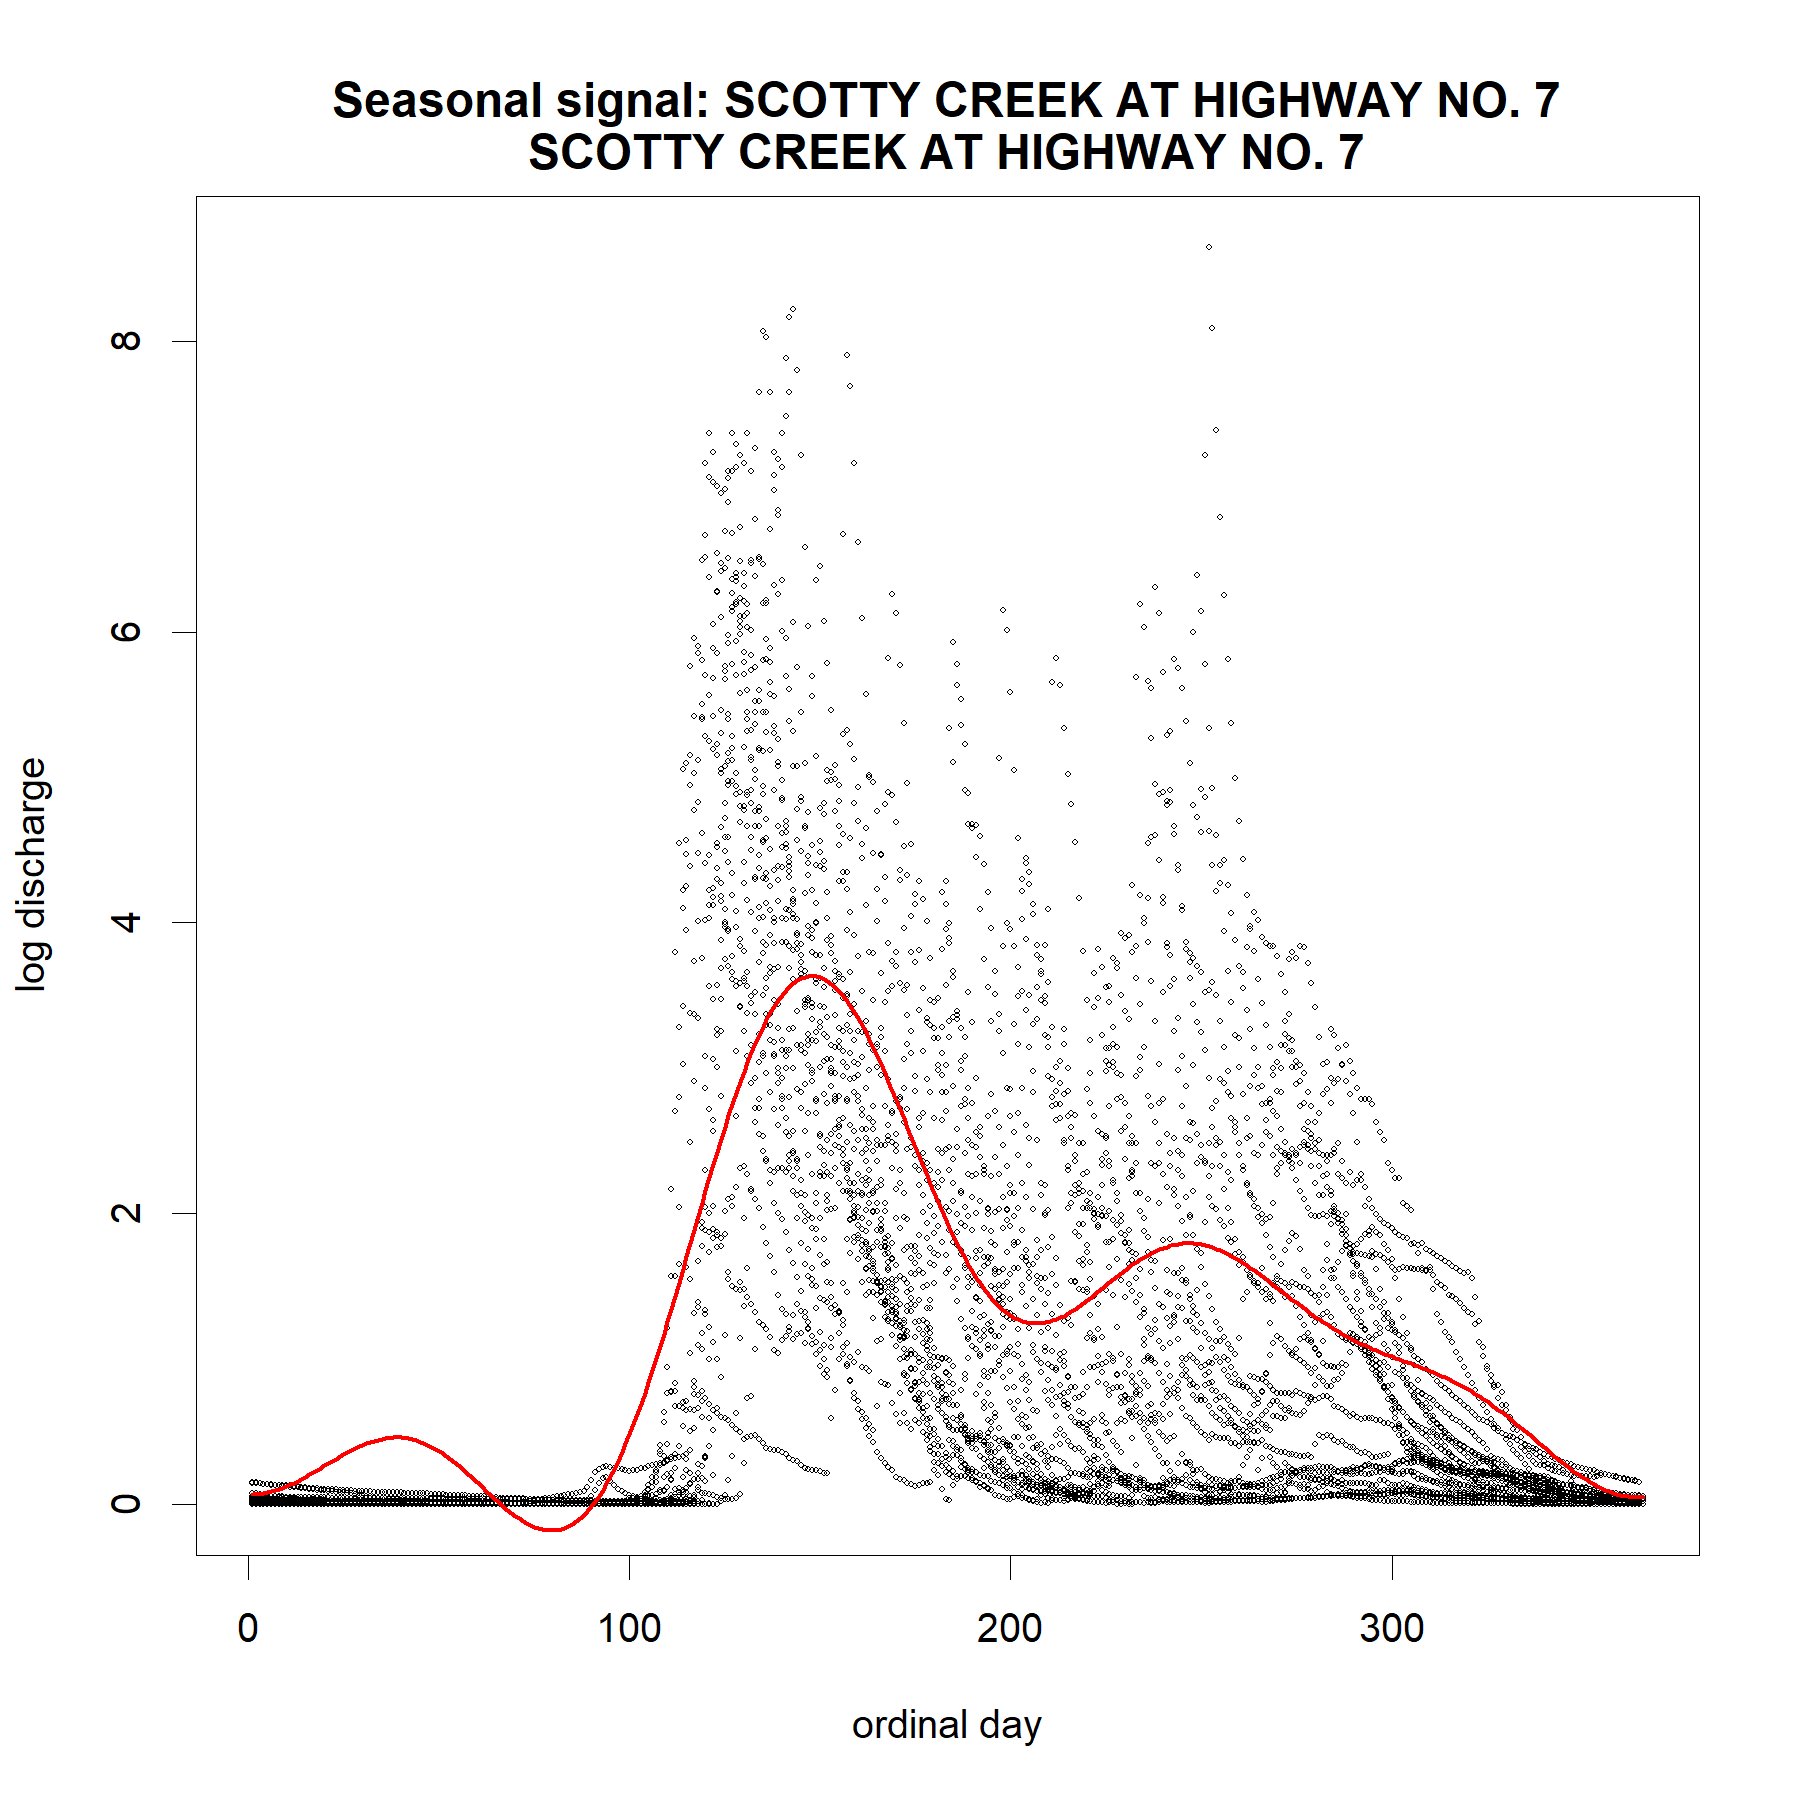 Seasonal signal: SCOTTY CREEK AT HIGHWAY NO. 7
SCOTTY CREEK AT HIGHWAY NO. 7
log discharge
8
6
4
2
0
0 100 200 300
ordinal day